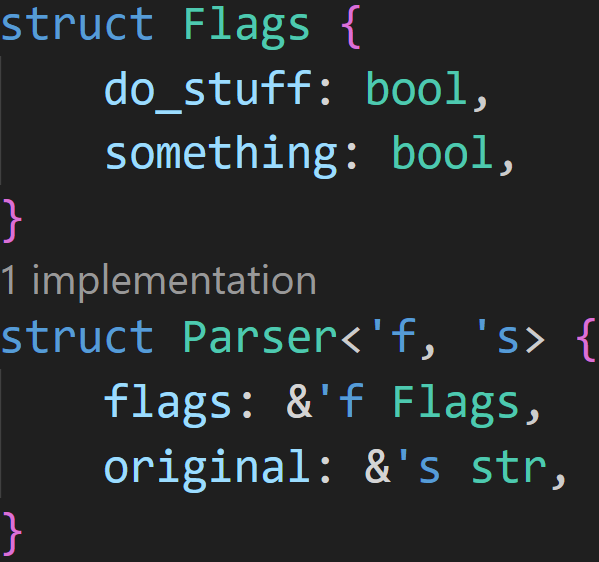 struct Flags {
    do_stuff: bool,
    something: bool,
}
1 implementation
struct Parser<'f, 's> {
    flags: &'f Flags,
    original: &'s str,
}